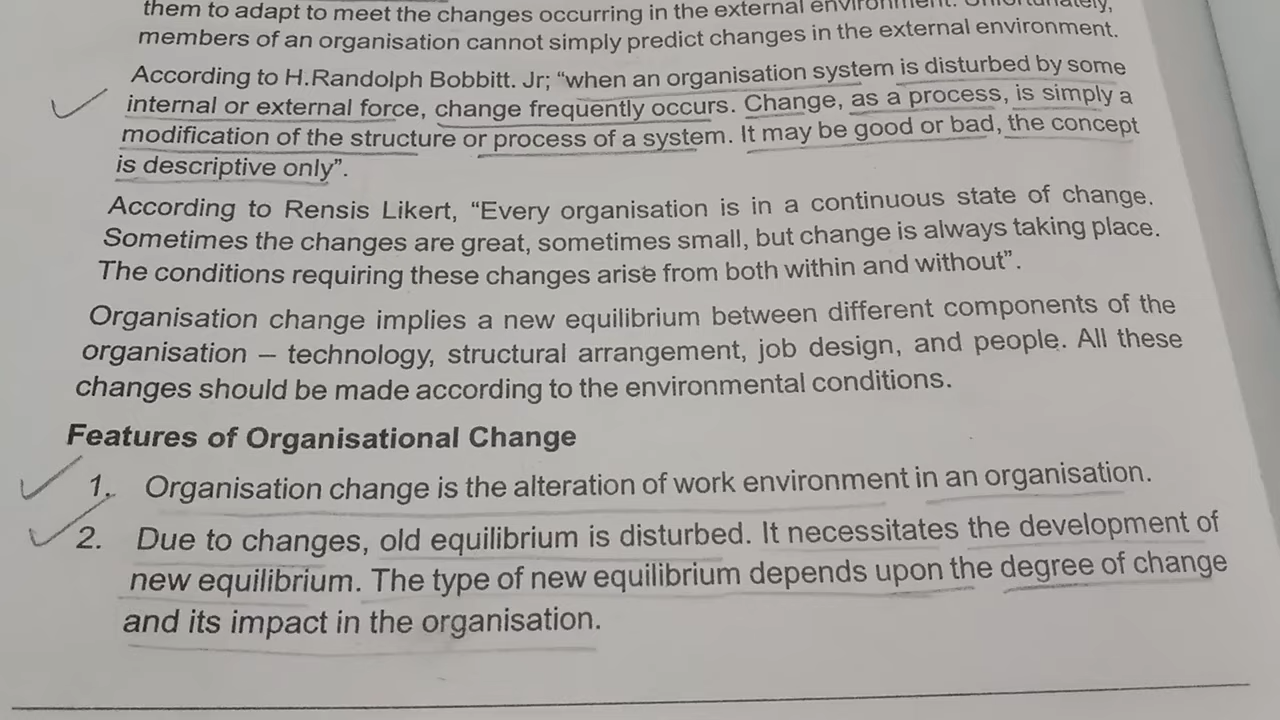 them to adapt to meet the changes occurring in the external environment. Unfortunately,
members of an organisation cannot simply predict changes in the external environment.
According to H.Randolph Bobbitt. Jr; “when an organisation system is disturbed by some
internal or external force, change frequently occurs. Change, as a process, is simply a
modification of the structure or process of a system. It may be good or bad, the concept
is descriptive only”.
According to Rensis Likert, “Every organisation is in a continuous state of change.
Sometimes the changes are great, sometimes small, but change is always taking place.
The conditions requiring these changes arise from both within and without”.
Organisation change implies a new equilibrium between different components of the
organisation – technology, structural arrangement, job design, and people. All these
changes should be made according to the environmental conditions.
Features of Organisational Change
1. Organisation change is the alteration of work environment in an organisation.
2. Due to changes, old equilibrium is disturbed. It necessitates the development of
new equilibrium. The type of new equilibrium depends upon the degree of change
and its impact in the organisation.